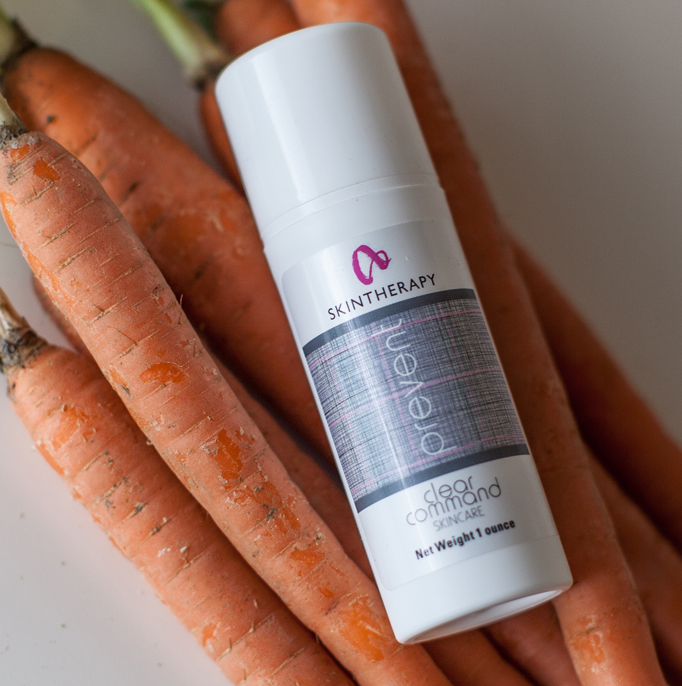 SKINTHERAPY
prevent
clear
command
SKINCARE
Net Weight 1 ounce